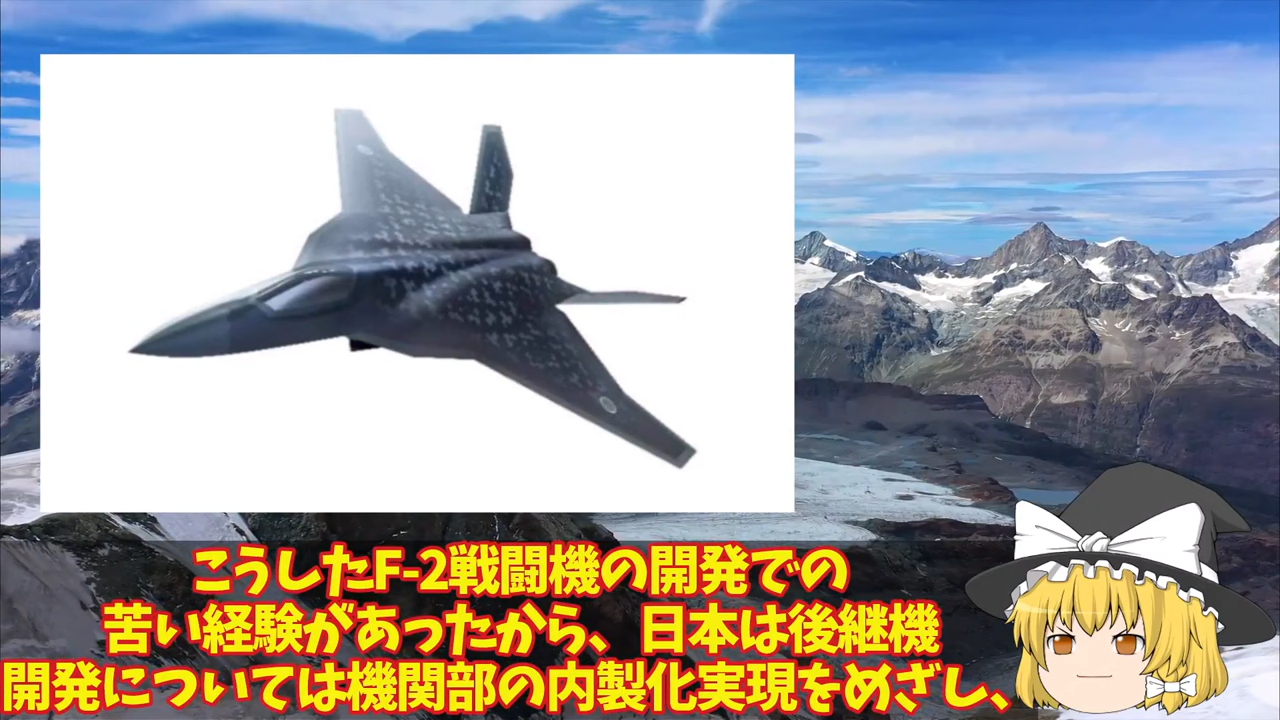 こうしたF-2戦闘機の開発での
苦い経験があったから、日本は後継機
開発については機関部の内製化実現をめざし、